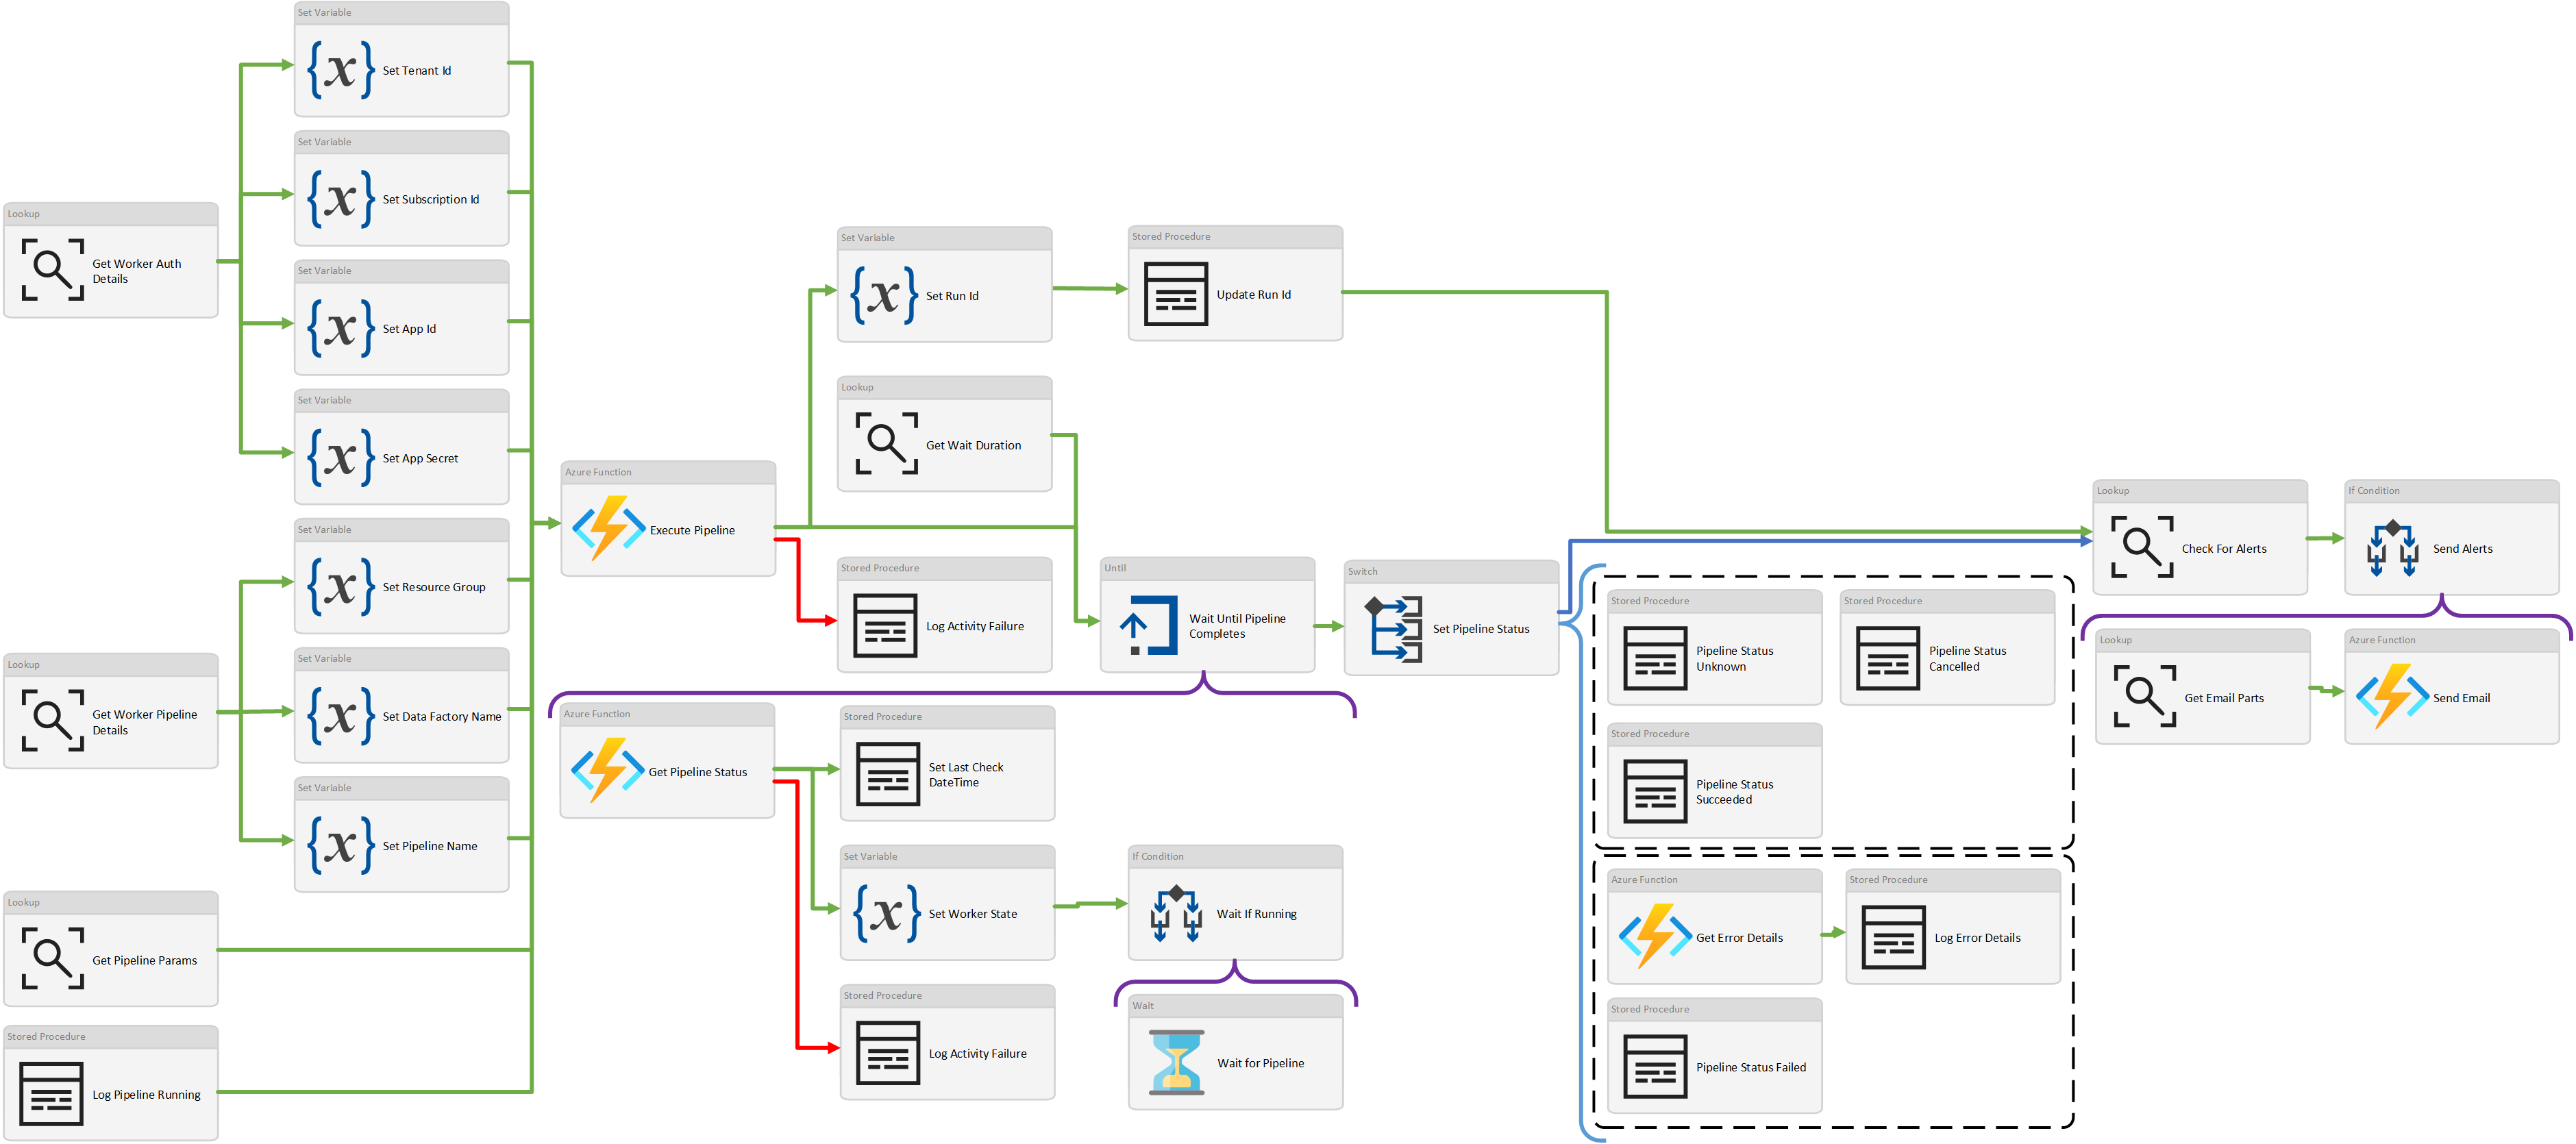 Set Variable
Set Tenant Id
Set Variable
Set Subscription Id
Lookup
Get Worker Auth
Details
Set Variable
Set App Id
Set Variable
Set App Secret
Set Variable
Set Resource Group
Lookup
Get Worker Pipeline
Details
Set Variable
Set Data Factory Name
Set Variable
Set Pipeline Name
Lookup
Get Pipeline Params
Stored Procedure
Log Pipeline Running
Azure Function
Execute Pipeline
Set Variable
Set Run Id
Stored Procedure
Update Run Id
Lookup
Get Wait Duration
Stored Procedure
Log Activity Failure
Until
Wait Until Pipeline
Completes
Switch
Set Pipeline Status
Azure Function
Get Pipeline Status
Stored Procedure
Set Last Check
DateTime
Set Variable
Set Worker State
If Condition
Wait If Running
Stored Procedure
Log Activity Failure
Wait
Wait for Pipeline
Stored Procedure
Pipeline Status
Unknown
Stored Procedure
Pipeline Status
Cancelled
Stored Procedure
Pipeline Status
Succeeded
Azure Function
Get Error Details
Stored Procedure
Log Error Details
Stored Procedure
Pipeline Status Failed
Lookup
Check For Alerts
If Condition
Send Alerts
Lookup
Get Email Parts
Azure Function
Send Email